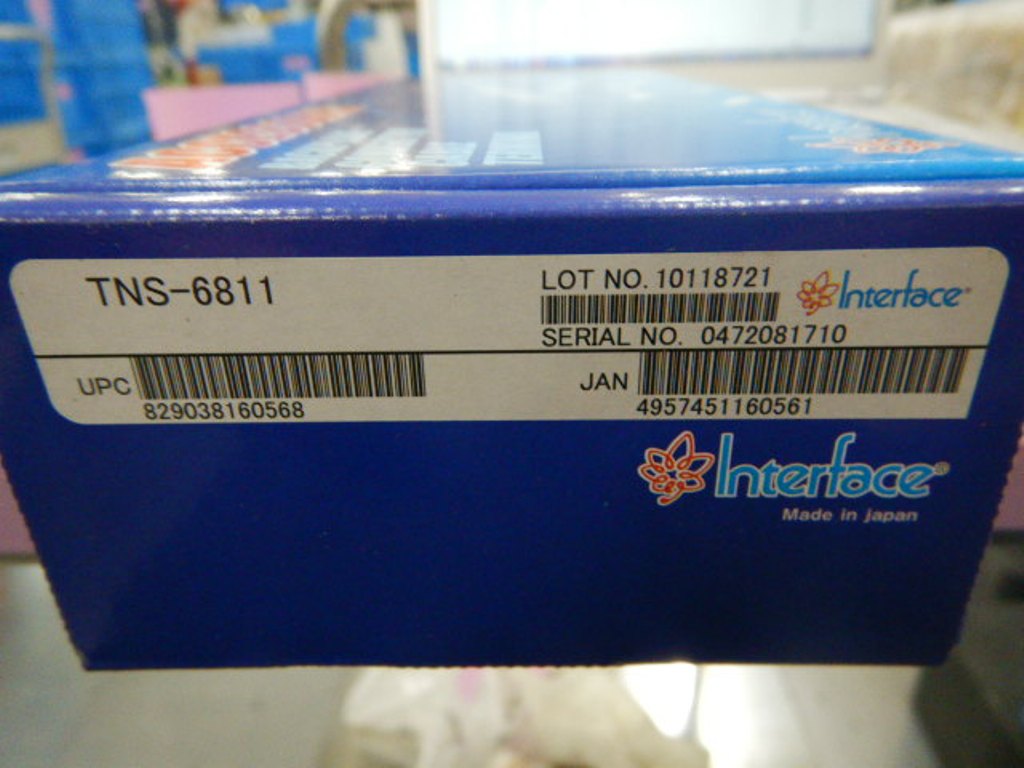 TNS-6811
LOT NO. 10118721
Interface®
SERIAL NO. 0472081710
UPC
829038160568
JAN
4957451160561
Interface®
Made in japan